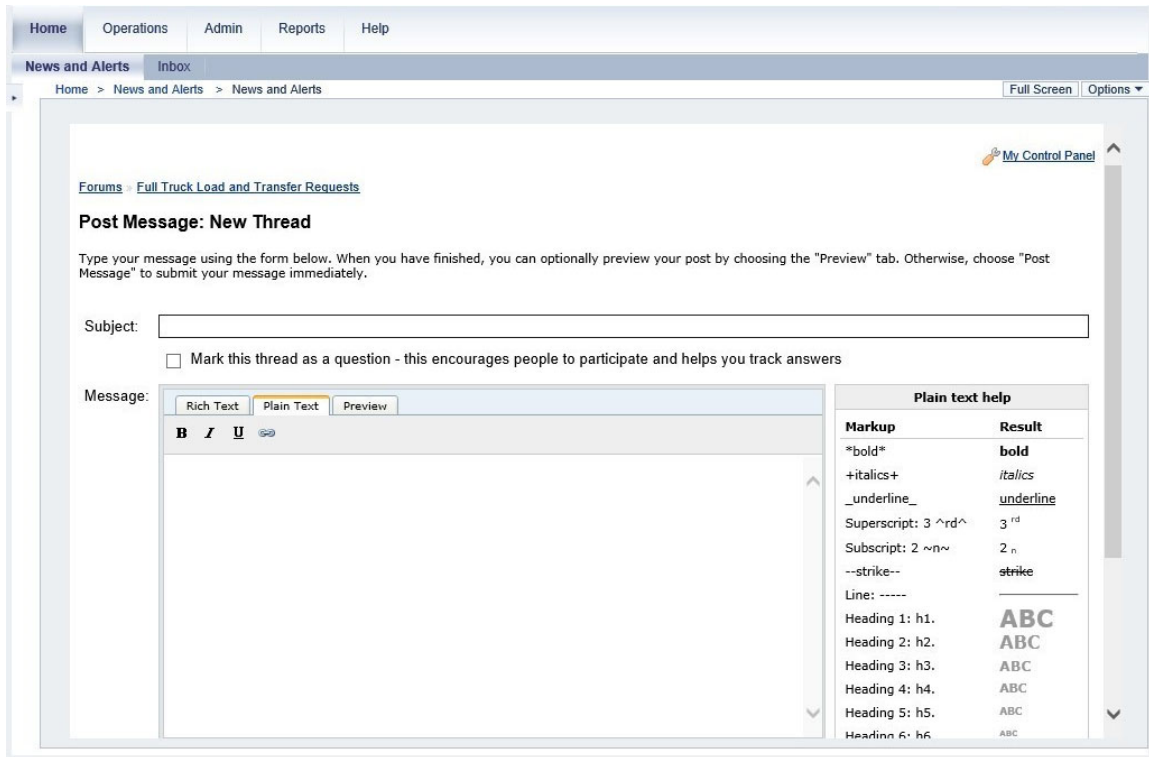 Home Operations Admin Reports Help
News and Alerts Inbox
Home > News and Alerts > News and Alerts Full Screen Options
My Control Panel
Forums » Full Truck Load and Transfer Requests
Post Message: New Thread
Type your message using the form below. When you have finished, you can optionally preview your post by choosing the "Preview" tab. Otherwise, choose "Post
Message" to submit your message immediately.
Subject:
Mark this thread as a question - this encourages people to participate and helps you track answers
Message:
Rich Text Plain Text Preview
B I U
Plain text help
Markup Result
*bold* bold
+italics+ italics
_underline_ underline
Superscript: 3 ^rd^ 3 rd
Subscript: 2 ~n~ 2 n
--strike-- strike
Line: -----
Heading 1: h1. ABC
Heading 2: h2. ABC
Heading 3: h3. ABC
Heading 4: h4. ABC
Heading 5: h5. ABC
Heading 6: h6 ABC